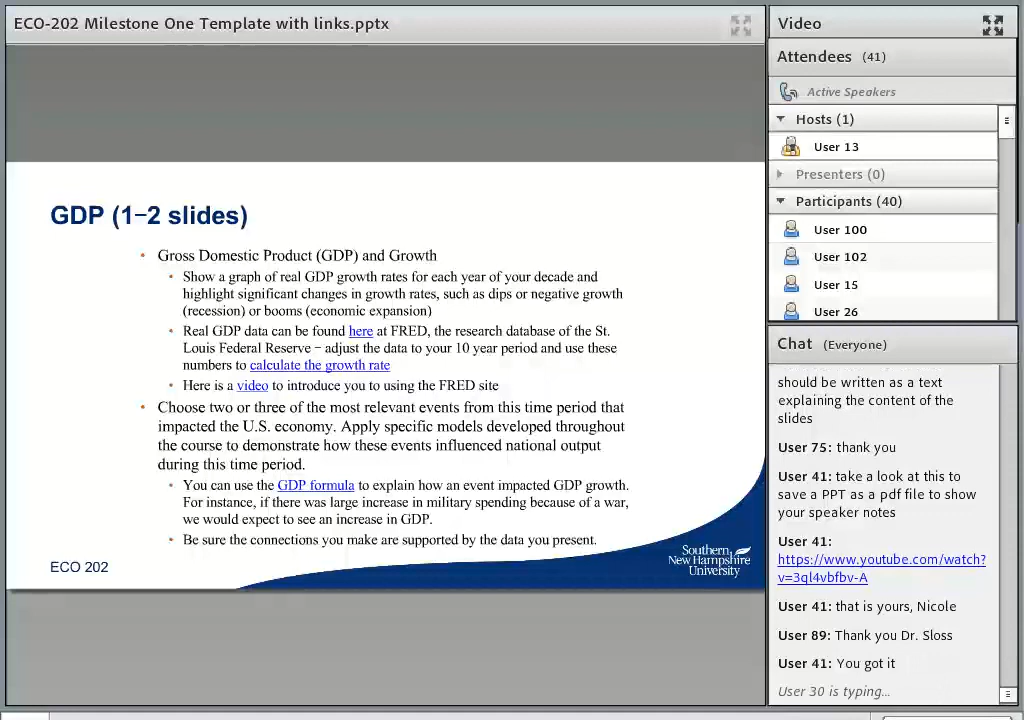 ECO-202 Milestone One Template with links.pptx
GDP (1–2 slides)
• Gross Domestic Product (GDP) and Growth
• Show a graph of real GDP growth rates for each year of your decade and
highlight significant changes in growth rates, such as dips or negative growth
(recession) or booms (economic expansion)
• Real GDP data can be found here at FRED, the research database of the St.
Louis Federal Reserve – adjust the data to your 10 year period and use these
numbers to calculate the growth rate
• Here is a video to introduce you to using the FRED site
• Choose two or three of the most relevant events from this time period that
impacted the U.S. economy. Apply specific models developed throughout
the course to demonstrate how these events influenced national output
during this time period.
• You can use the GDP formula to explain how an event impacted GDP growth.
For instance, if there was large increase in military spending because of a war,
we would expect to see an increase in GDP.
• Be sure the connections you make are supported by the data you present.
ECO 202
Southern
New Hampshire
University
Video
Attendees (41)
Active Speakers
Hosts (1)
User 13
Presenters (0)
Participants (40)
User 100
User 102
User 15
User 26
Chat (Everyone)
should be written as a text
explaining the content of the
slides
User 75: thank you
User 41: take a look at this to
save a PPT as a pdf file to show
your speaker notes
User 41:
https://www.youtube.com/watch?
v=3ql4vbfbv-A
User 41: that is yours, Nicole
User 89: Thank you Dr. Sloss
User 41: You got it
User 30 is typing...